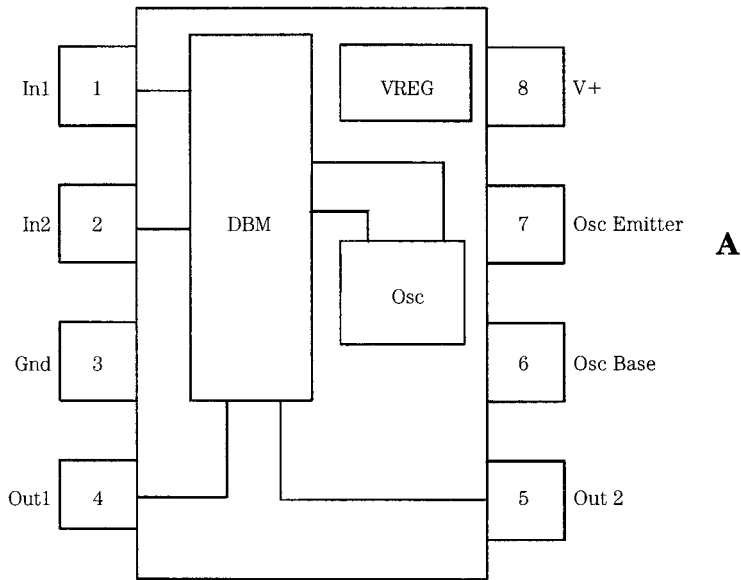 In1 1 VREG 8 V+
In2 2 DBM 7 Osc Emitter
A
Osc
Gnd 3 6 Osc Base
Out1 4 5 Out 2